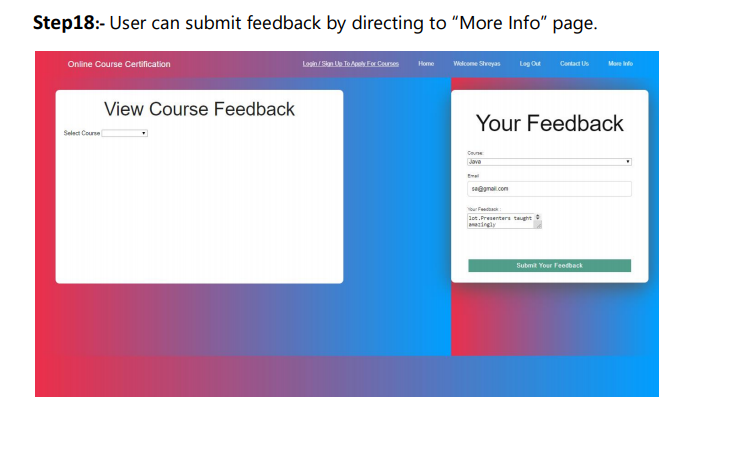 Step18:- User can submit feedback by directing to “More Info” page.
Online Course Certification
Login / Sign Up To Apply For Courses
Home
Welcome Shreyas
Log Out
Contact Us
More Info
View Course Feedback
Select Course
Your Feedback
Course
Java
Email
sa@gmail.com
Your Feedback :
lot.Presenters taught
amazingly
Submit Your Feedback